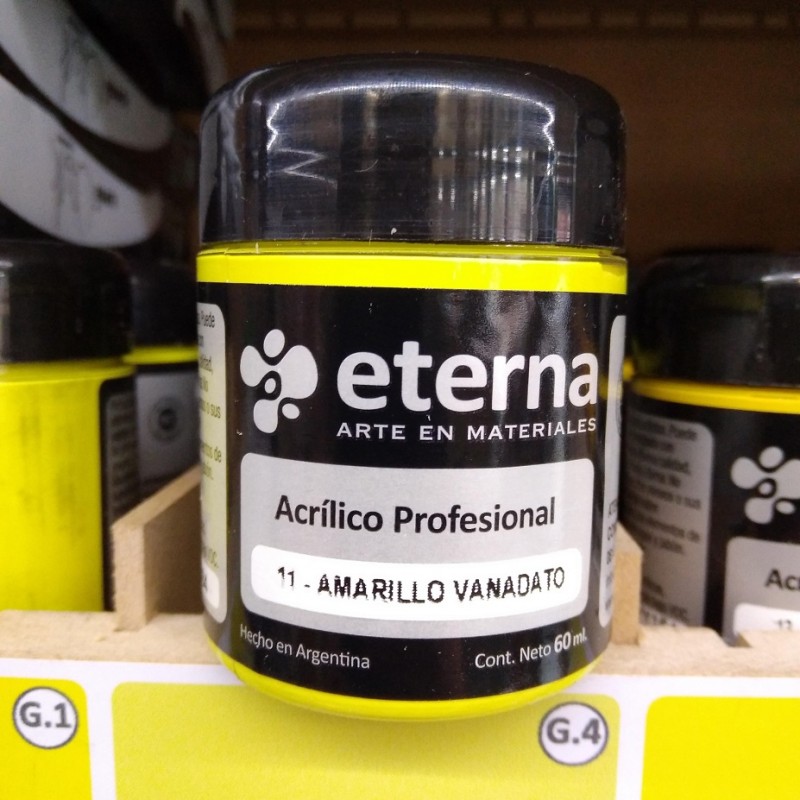 eterna
ARTE EN MATERIALES
Acrílico Profesional
11 - AMARILLO VANADATO
Hecho en Argentina
Cont. Neto 60 ml.
G.1
G.4